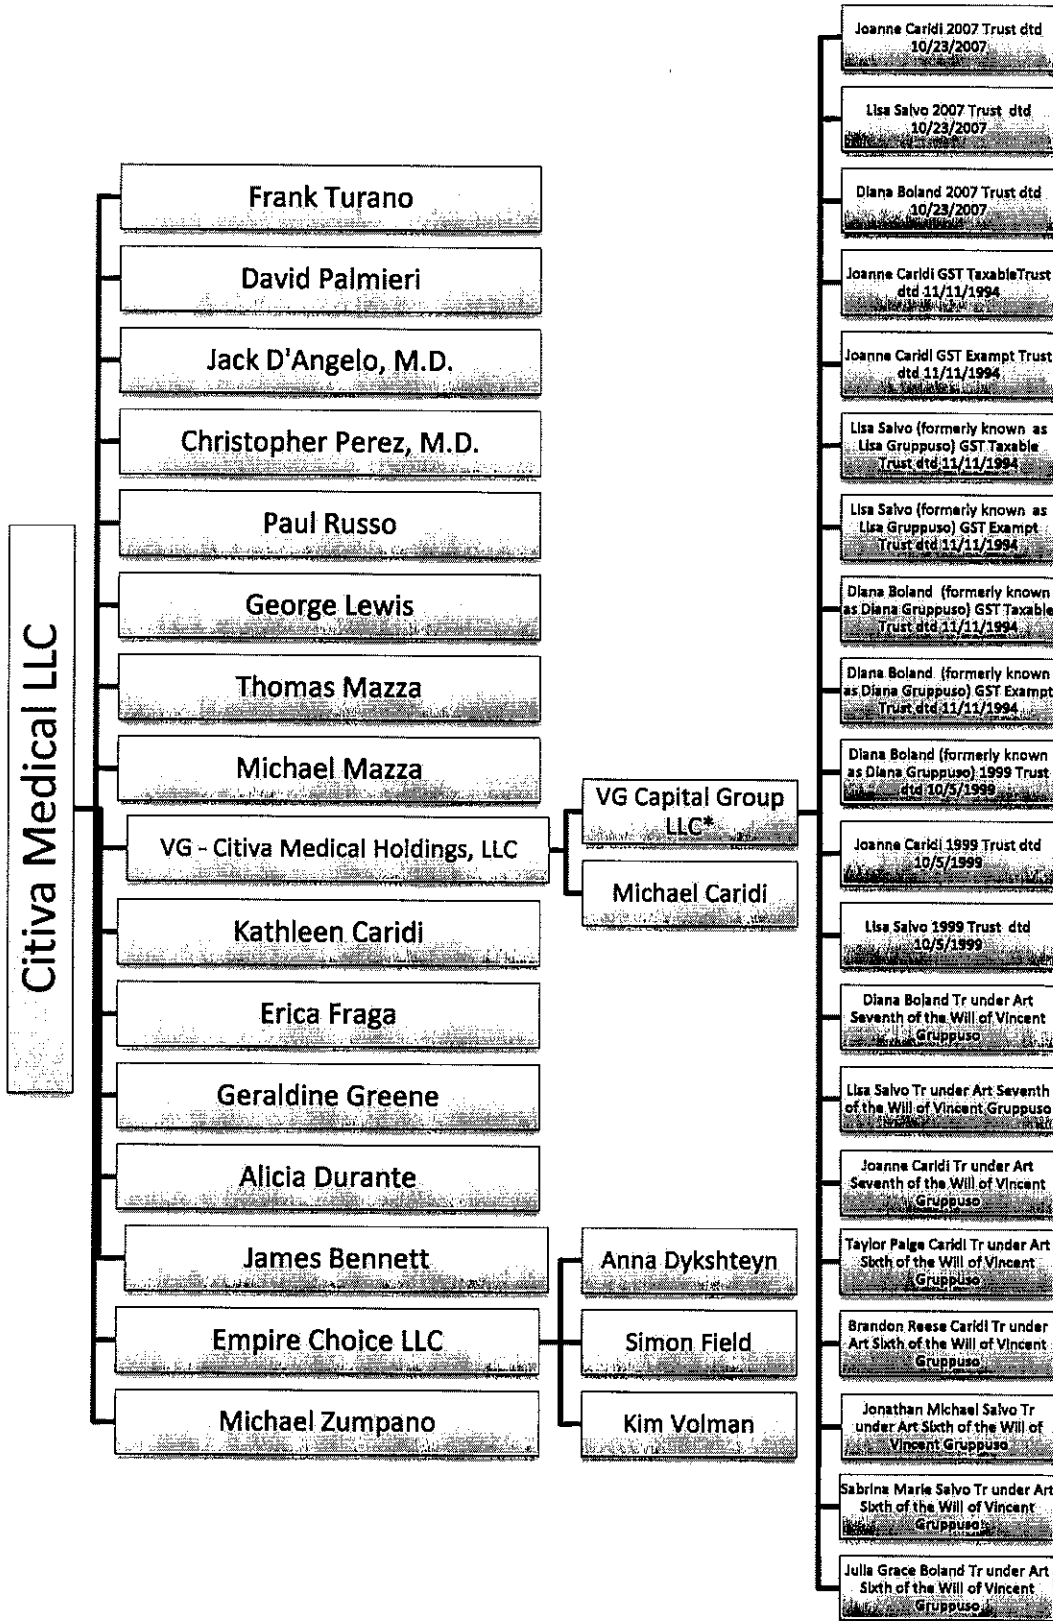 Citiva Medical LLC
Frank Turano
David Palmieri
Jack D'Angelo, M.D.
Christopher Perez, M.D.
Paul Russo
George Lewis
Thomas Mazza
Michael Mazza
VG - Citiva Medical Holdings, LLC
Kathleen Caridi
Erica Fraga
Geraldine Greene
Alicia Durante
James Bennett
Empire Choice LLC
Michael Zumpano
VG Capital Group
LLC*
Michael Caridi
Anna Dykshteyn
Simon Field
Kim Volman
Joanne Caridi 2007 Trust dtd
10/23/2007
Lisa Salvo 2007 Trust dtd
10/23/2007
Diana Boland 2007 Trust dtd
10/23/2007
Joanne Caridi GST TaxableTrust
dtd 11/11/1994
Joanne Caridi GST Exampt Trust
dtd 11/11/1994
Lisa Salvo (formerly known as
Lisa Gruppuso) GST Taxable
Trust dtd 11/11/1994
Lisa Salvo (formerly known as
Lisa Gruppuso) GST Exampt
Trust dtd 11/11/1994
Diana Boland (formerly known
as Diana Gruppuso) GST Taxable
Trust dtd 11/11/1994
Diana Boland (formerly known
as Diana Gruppuso) GST Exampt
Trust dtd 11/11/1994
Diana Boland (formerly known
as Diana Gruppuso) 1999 Trust
dtd 10/5/1999
Joanne Caridi 1999 Trust dtd
10/5/1999
Lisa Salvo 1999 Trust dtd
10/5/1999
Diana Boland Tr under Art
Seventh of the Will of Vincent
Gruppuso
Lisa Salvo Tr under Art Seventh
of the Will of Vincent Gruppuso
Joanne Caridi Tr under Art
Seventh of the Will of Vincent
Gruppuso
Taylor Paige Caridi Tr under Art
Sixth of the Will of Vincent
Gruppuso
Brandon Reese Caridi Tr under
Art Sixth of the Will of Vincent
Gruppuso
Jonathan Michael Salvo Tr
under Art Sixth of the Will of
Vincent Gruppuso
Sabrina Marie Salvo Tr under Art
Sixth of the Will of Vincent
Gruppuso
Julia Grace Boland Tr under Art
Sixth of the Will of Vincent
Gruppuso